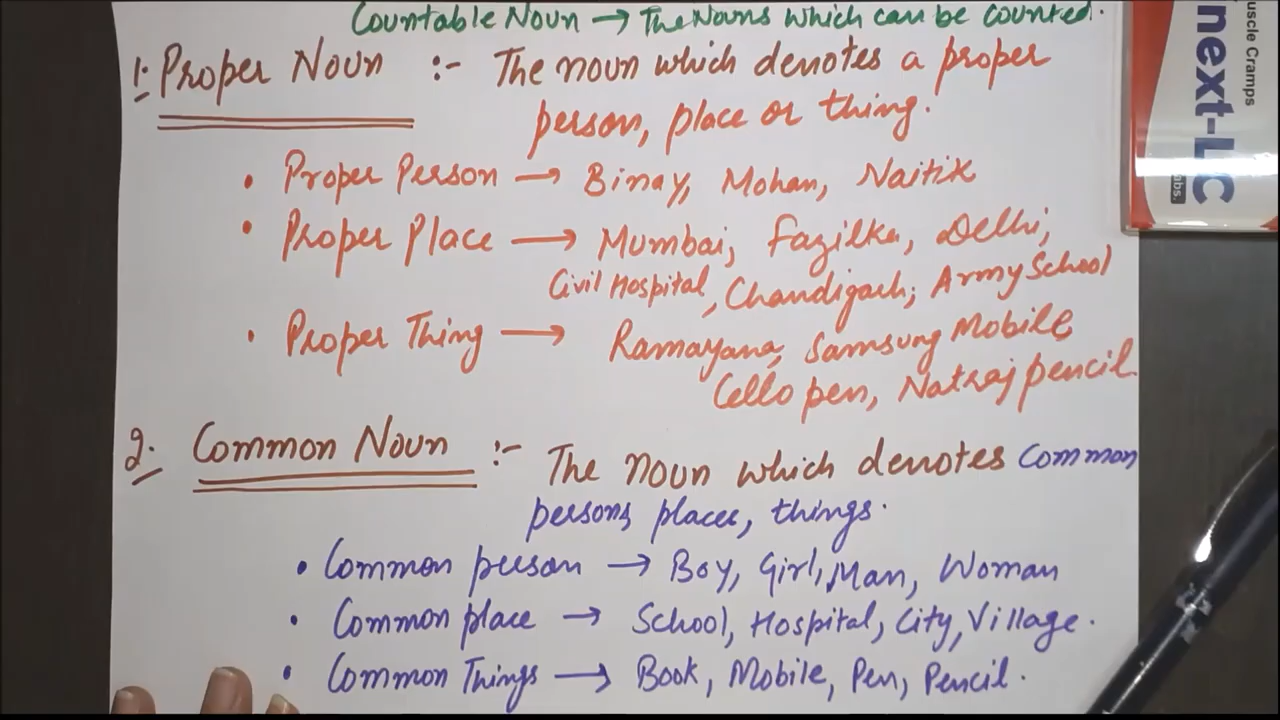 Countable Noun → The Nouns which can be counted.
1. Proper Noun :- The noun which denotes a proper
person, place or thing.
• Proper Person → Binay, Mohan, Naitik
• Proper Place → Mumbai, Fazilka, Delhi,
Civil Hospital, Chandigarh, Army School
• Proper Thing → Ramayana, Samsung Mobile
Cello pen, Natraj pencil.
2. Common Noun :- The noun which denotes common
persons, places, things.
• Common person → Boy, Girl, Man, Woman
• Common place → School, Hospital, City, Village.
• Common Things → Book, Mobile, Pen, Pencil.
uscle Cramps
next-LC
abs.